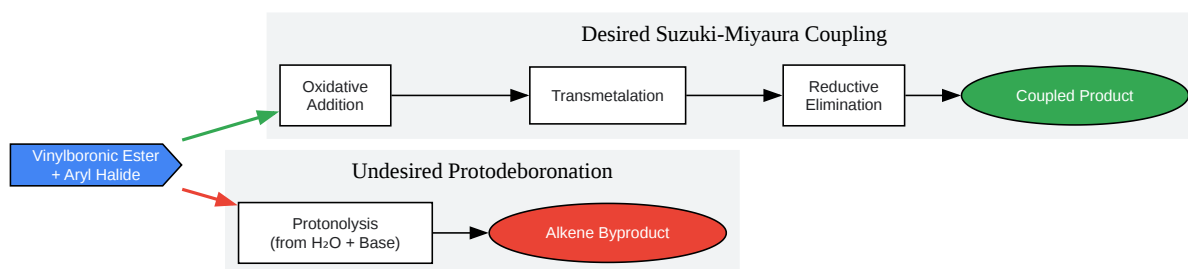 Desired Suzuki-Miyaura Coupling
Oxidative
Addition
Transmetalation
Reductive
Elimination
Coupled Product
Vinylboronic Ester
+ Aryl Halide
Undesired Protodeboronation
Protonolysis
(from H₂O + Base)
Alkene Byproduct